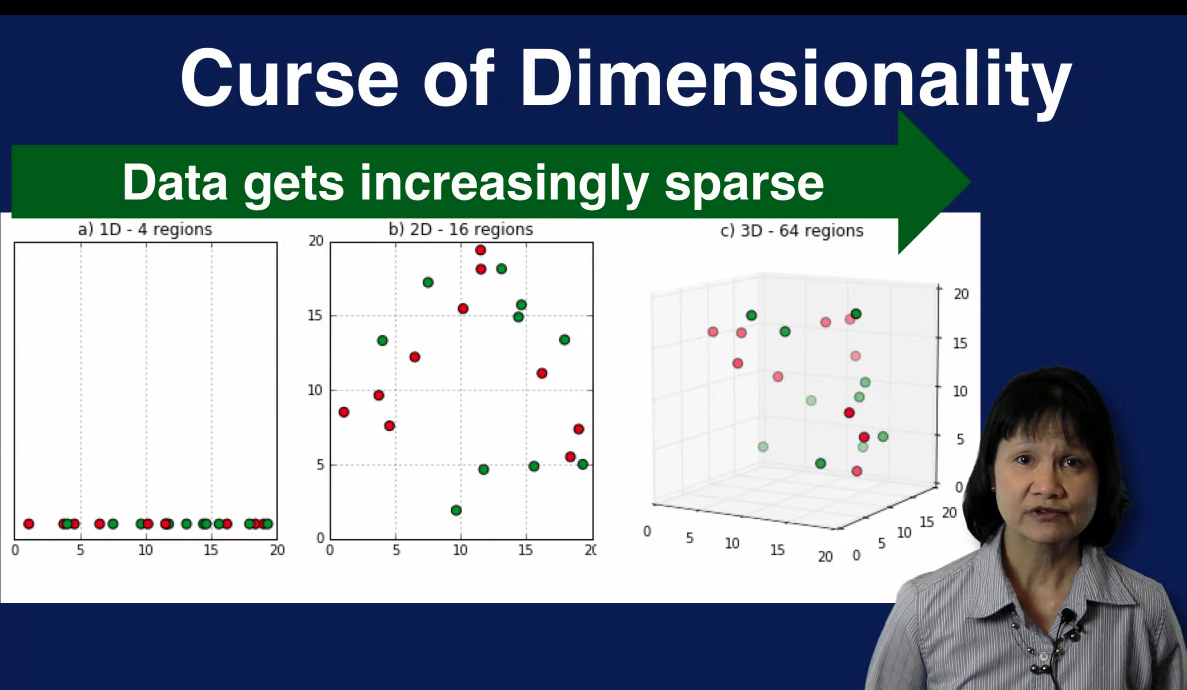 Curse of Dimensionality
Data gets increasingly sparse
a) 1D - 4 regions
0 5 10 15 20
b) 2D - 16 regions
20
15
10
5
0
0 5 10 15 20
c) 3D - 64 regions
20
15
10
5
0
0 5 10 15 20
0 5 10 15 20